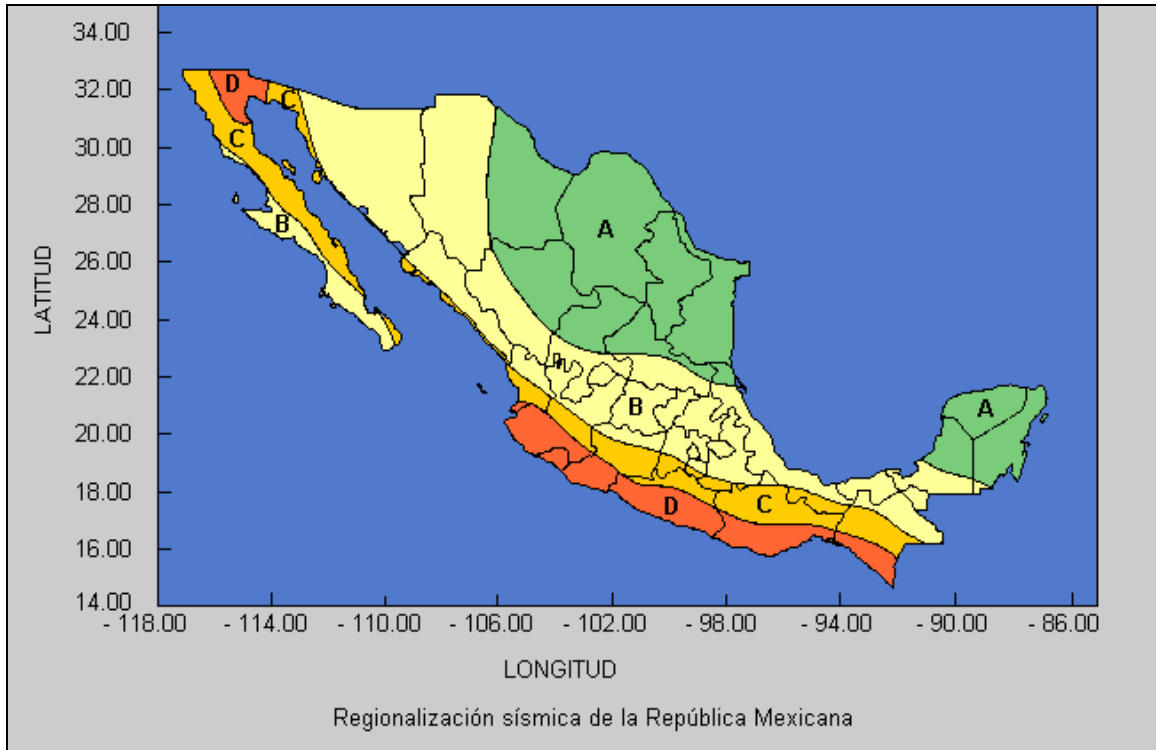 34.00
32.00
30.00
28.00
26.00
24.00
22.00
20.00
18.00
16.00
14.00
LATITUD
D
C
C
B
A
B
A
C
D
- 118.00 - 114.00 - 110.00 - 106.00 - 102.00 - 98.00 - 94.00 - 90.00 - 86.00
LONGITUD
Regionalización sísmica de la República Mexicana